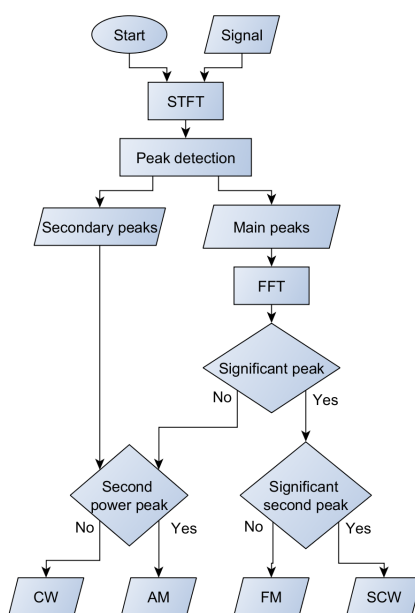 Start
Signal
STFT
Peak detection
Secondary peaks
Main peaks
FFT
Significant peak
No
Yes
Second
power peak
Significant
second peak
No
Yes
No
Yes
CW
AM
FM
SCW